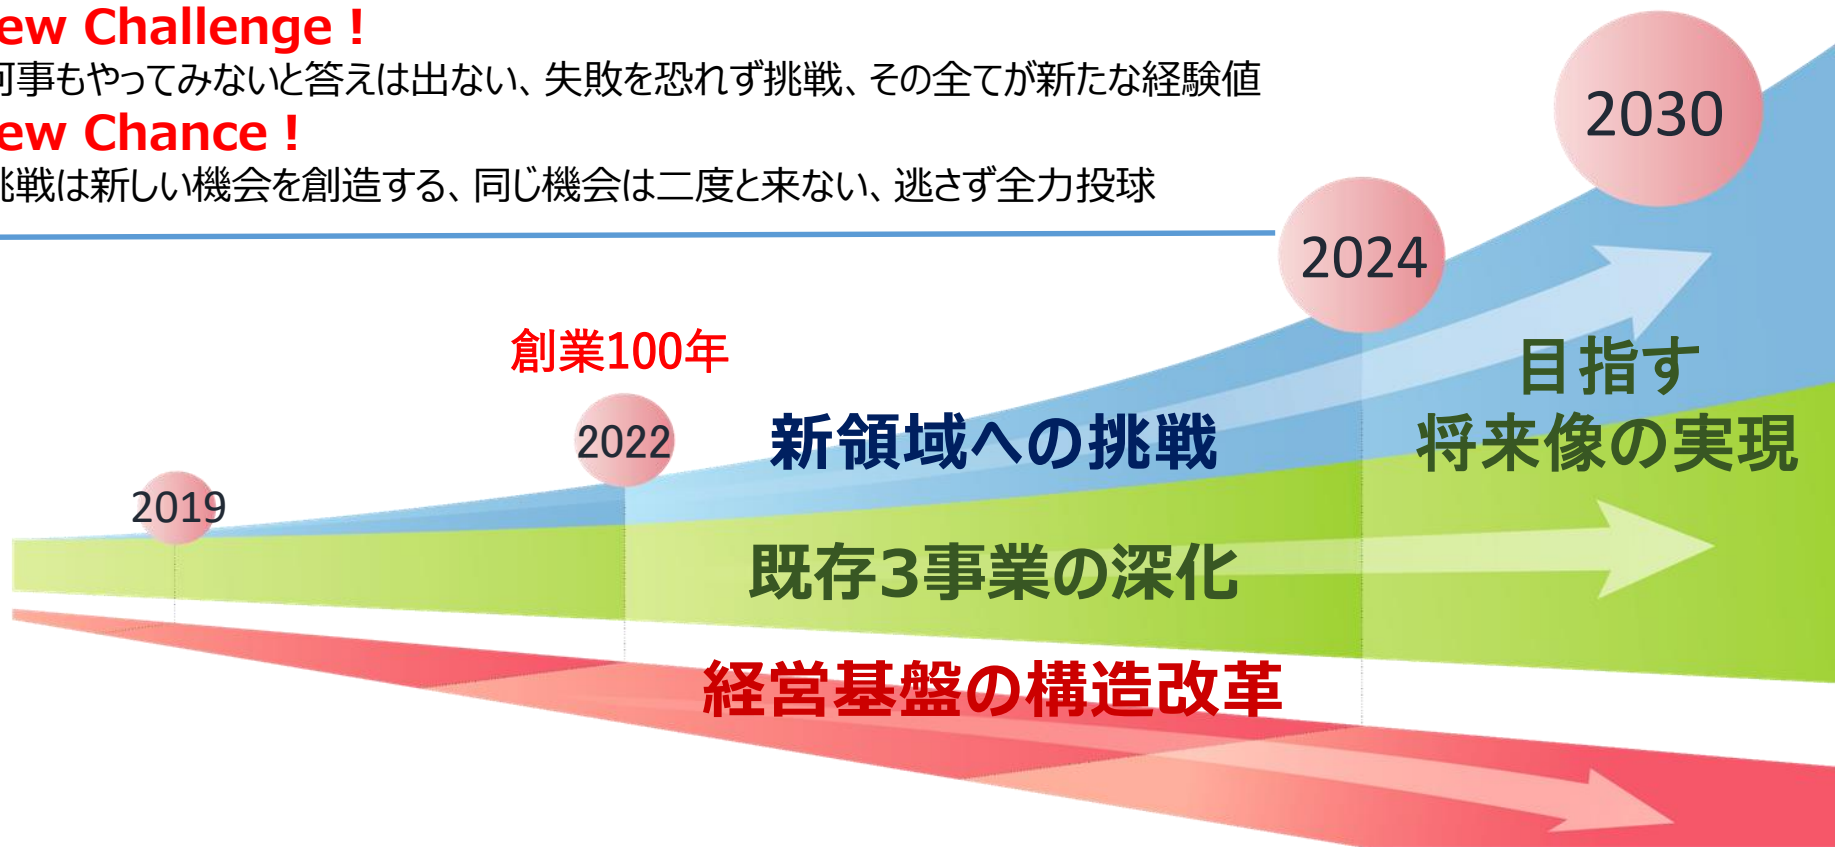 ew Challenge！
何事もやってみないと答えは出ない、失敗を恐れず挑戦、その全てが新たな経験値
ew Chance！
挑戦は新しい機会を創造する、同じ機会は二度と来ない、逃さず全力投球
2030
2024
創業100年
2022
2019
目指す
将来像の実現
新領域への挑戦
既存3事業の深化
経営基盤の構造改革